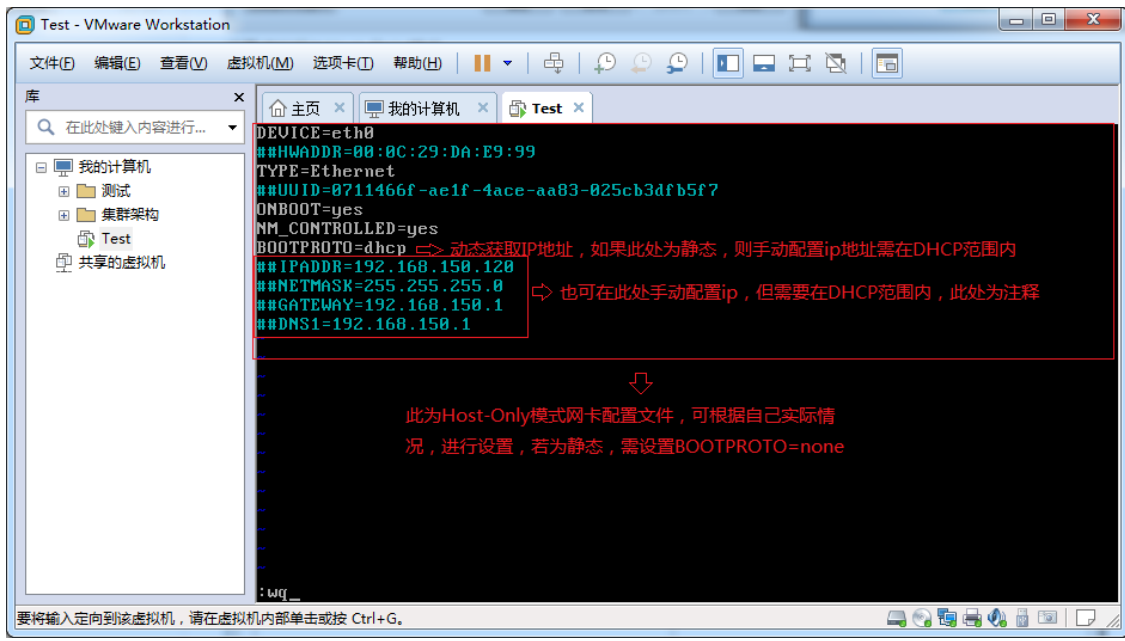 Test - VMware Workstation
文件(F) 编辑(E) 查看(V) 虚拟机(M) 选项卡(T) 帮助(H)
库 x
主页 × 我的计算机 × Test ×
在此处键入内容进行...
我的计算机
测试
集群架构
Test
共享的虚拟机
DEVICE=eth0
##HWADDR=00:0C:29:DA:E9:99
TYPE=Ethernet
##UUID=0711466f-ae1f-4ace-aa83-025cb3dfb5f7
ONBOOT=yes
NM_CONTROLLED=yes
BOOTPROTO=dhcp 动态获取IP地址，如果此处为静态，则手动配置ip地址需在DHCP范围内
##IPADDR=192.168.150.120
##NETMASK=255.255.255.0
##GATEWAY=192.168.150.1
##DNS1=192.168.150.1
也可在此处手动配置ip，但需要在DHCP范围内，此处为注释
此为Host-Only模式网卡配置文件，可根据自己实际情
况，进行设置，若为静态，需设置BOOTPROTO=none
:wq_
要将输入定向到该虚拟机，请在虚拟机内部单击或按 Ctrl+G。